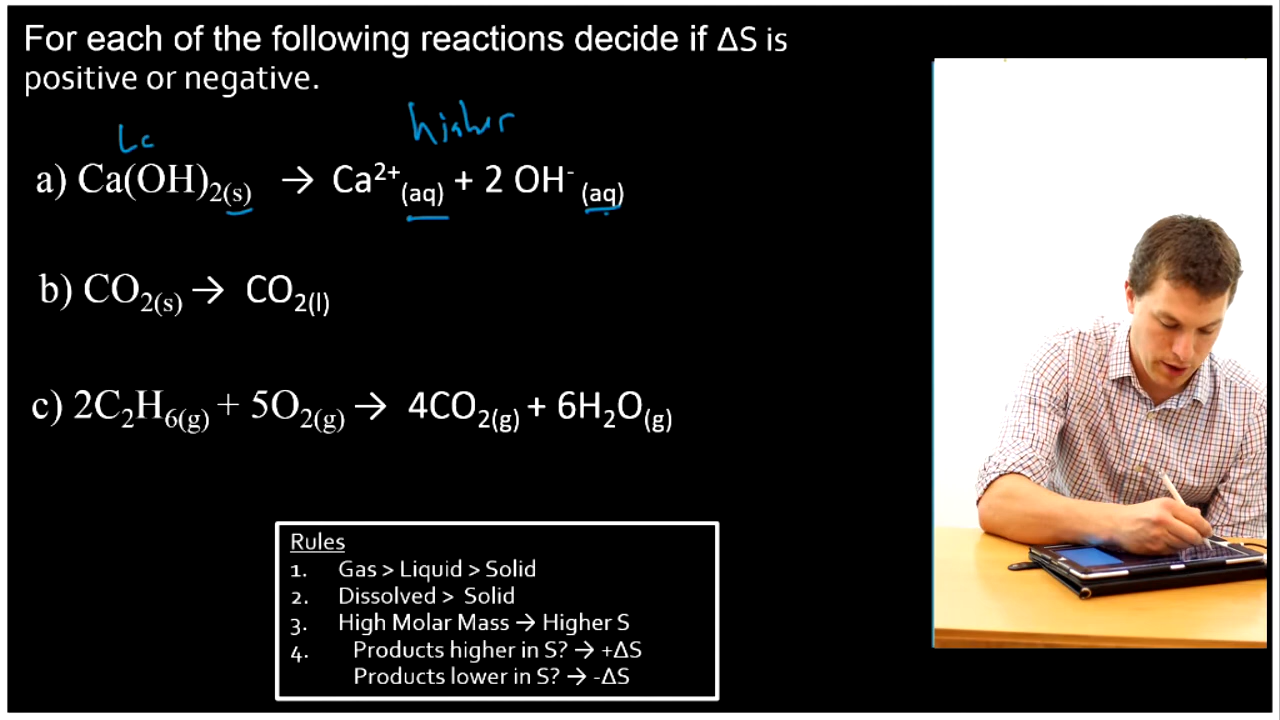 For each of the following reactions decide if ΔS is
positive or negative.
Lo higher
a) Ca(OH)₂(s) → Ca²⁺(aq) + 2 OH⁻ (aq)
b) CO₂(s) → CO₂(l)
c) 2C₂H₆(g) + 5O₂(g) → 4CO₂(g) + 6H₂O(g)
Rules
1. Gas > Liquid > Solid
2. Dissolved > Solid
3. High Molar Mass → Higher S
4. Products higher in S? → +ΔS
Products lower in S? → -ΔS